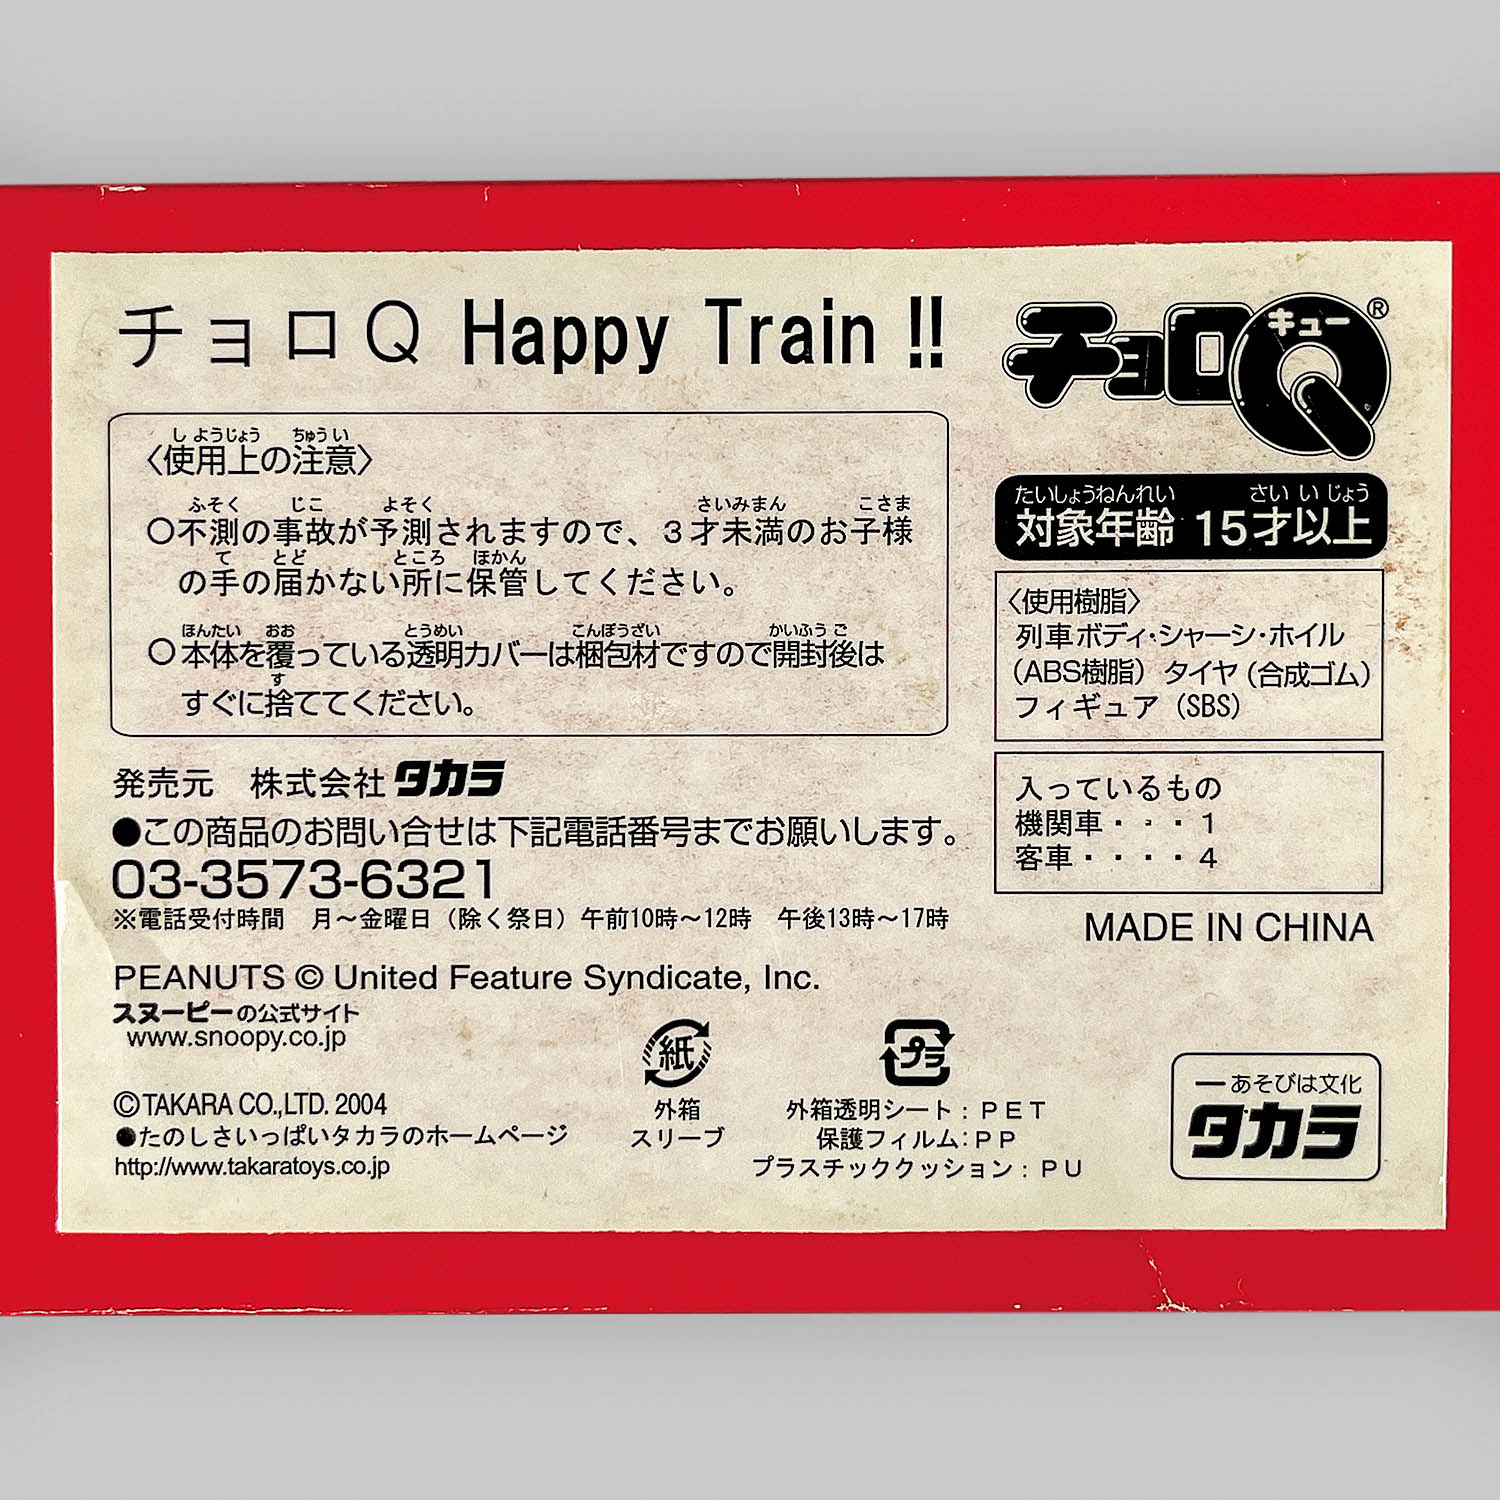 チョロQ Happy Train !!
しようじょう ちゅうい
〈使用上の注意〉
ふそく じこ よそく さいみまん こさま
○不測の事故が予測されますので、3才未満のお子様
て とど ところ ほかん
の手の届かない所に保管してください。
ほんたい おお とうめい こんぽうざい かいふうご
○本体を覆っている透明カバーは梱包材ですので開封後は
す
すぐに捨ててください。
発売元 株式会社タカラ
●この商品のお問い合せは下記電話番号までお願いします。
03-3573-6321
※電話受付時間 月～金曜日（除く祭日）午前10時～12時 午後13時～17時
PEANUTS © United Feature Syndicate, Inc.
スヌーピーの公式サイト
www.snoopy.co.jp
©TAKARA CO.,LTD. 2004
●たのしさいっぱいタカラのホームページ
http://www.takaratoys.co.jp
紙
外箱
スリーブ
プラ
外箱透明シート：PET
保護フィルム：PP
プラスチッククッション：PU
チョロQ®
キュー
たいしょうねんれい さい いじょう
対象年齢 15才以上
〈使用樹脂〉
列車ボディ・シャーシ・ホイル
（ABS樹脂） タイヤ（合成ゴム）
フィギュア（SBS）
入っているもの
機関車・・・1
客車・・・・4
MADE IN CHINA
―あそびは文化
タカラ